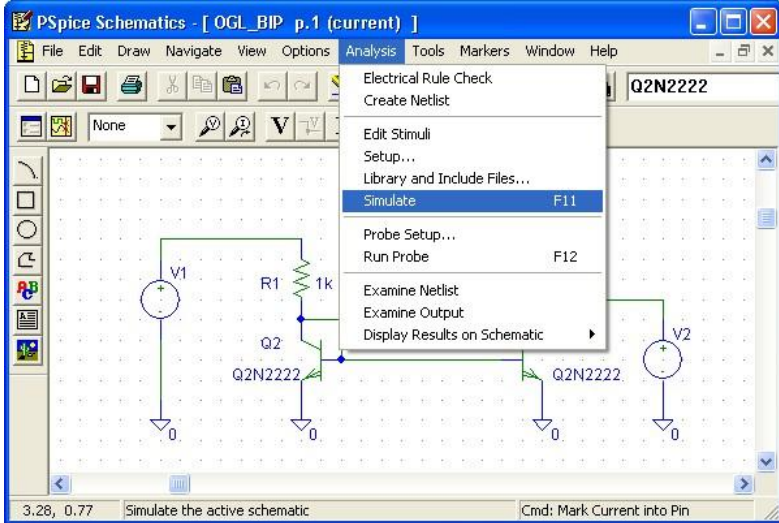 PSpice Schematics - [ OGL_BIP p.1 (current) ]
File Edit Draw Navigate View Options Analysis Tools Markers Window Help
Q2N2222
None
Electrical Rule Check
Create Netlist
Edit Stimuli
Setup...
Library and Include Files...
Simulate F11
Probe Setup...
Run Probe F12
Examine Netlist
Examine Output
Display Results on Schematic
V1
R1 1k
V2
Q2
Q2N2222 Q2N2222
0 0 0 0
3.28, 0.77 Simulate the active schematic Cmd: Mark Current into Pin